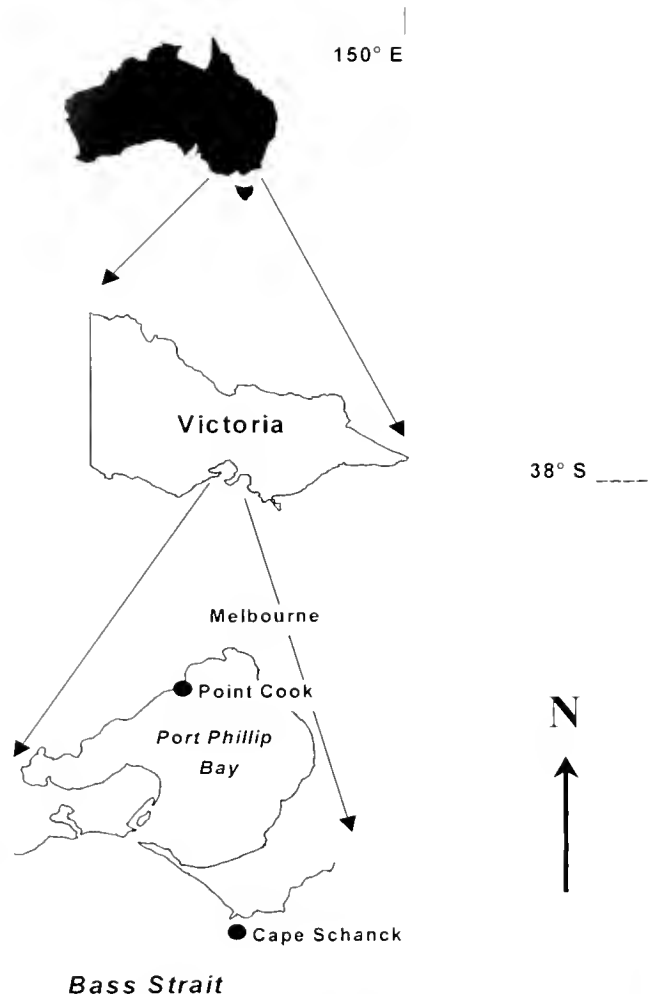 150° E
Victoria
38° S
Melbourne
Point Cook
Port Phillip
Bay
N
Cape Schanck
Bass Strait